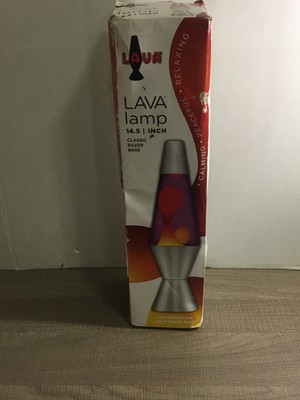 LAVA
LAVA
lamp
14.5 | INCH
CLASSIC
SILVER
BASE
CALMING • PEACEFUL • RELAXING